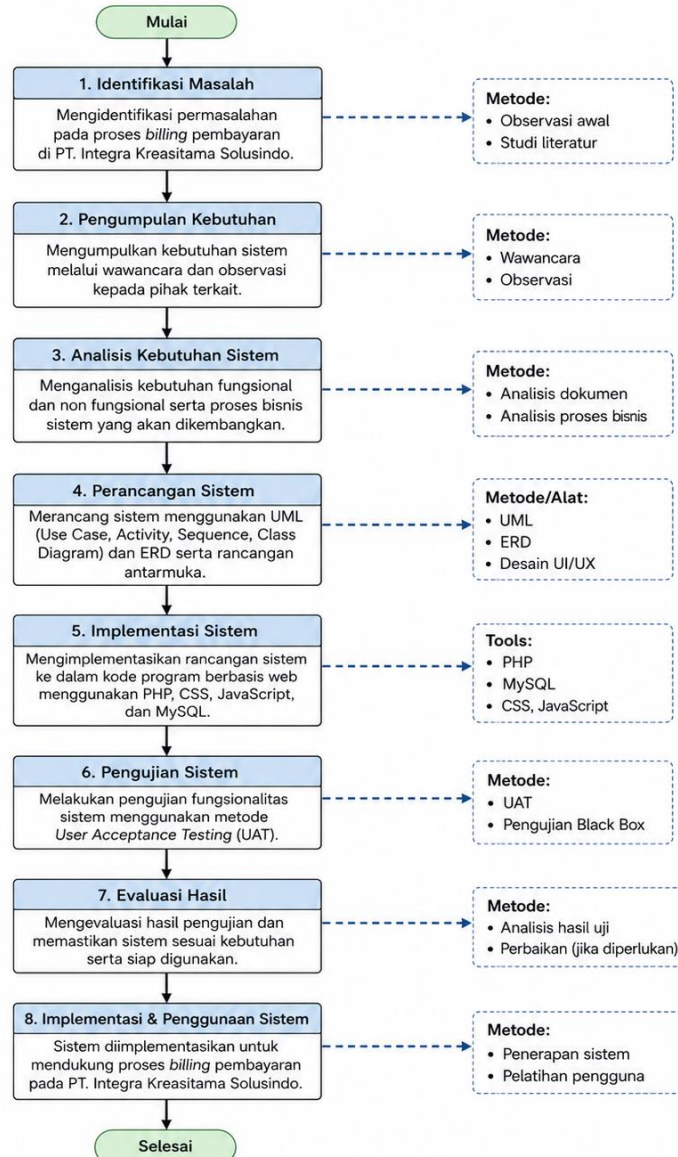 Mulai
1. Identifikasi Masalah
Mengidentifikasi permasalahan
pada proses billing pembayaran
di PT. Integra Kreasitama Solusindo.
Metode:
• Observasi awal
• Studi literatur
2. Pengumpulan Kebutuhan
Mengumpulkan kebutuhan sistem
melalui wawancara dan observasi
kepada pihak terkait.
Metode:
• Wawancara
• Observasi
3. Analisis Kebutuhan Sistem
Menganalisis kebutuhan fungsional
dan non fungsional serta proses bisnis
sistem yang akan dikembangkan.
Metode:
• Analisis dokumen
• Analisis proses bisnis
4. Perancangan Sistem
Merancang sistem menggunakan UML
(Use Case, Activity, Sequence, Class
Diagram) dan ERD serta rancangan
antarmuka.
Metode/Alat:
• UML
• ERD
• Desain UI/UX
5. Implementasi Sistem
Mengimplementasikan rancangan sistem
ke dalam kode program berbasis web
menggunakan PHP, CSS, JavaScript,
dan MySQL.
Tools:
• PHP
• MySQL
• CSS, JavaScript
6. Pengujian Sistem
Melakukan pengujian fungsionalitas
sistem menggunakan metode
User Acceptance Testing (UAT).
Metode:
• UAT
• Pengujian Black Box
7. Evaluasi Hasil
Mengevaluasi hasil pengujian dan
memastikan sistem sesuai kebutuhan
serta siap digunakan.
Metode:
• Analisis hasil uji
• Perbaikan (jika diperlukan)
8. Implementasi & Penggunaan Sistem
Sistem diimplementasikan untuk
mendukung proses billing pembayaran
pada PT. Integra Kreasitama Solusindo.
Metode:
• Penerapan sistem
• Pelatihan pengguna
Selesai